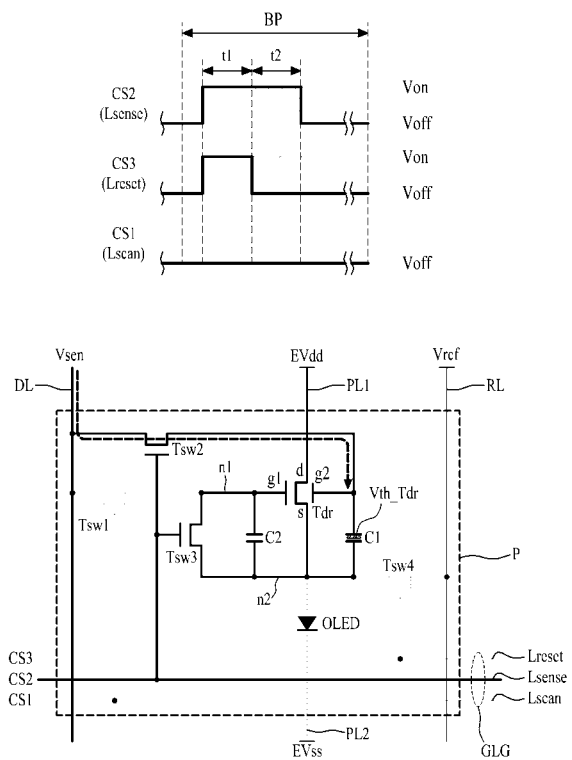 BP
t1 t2
CS2
(Lsense)
Von
Voff
CS3
(Lreset)
Von
Voff
CS1
(Lscan)
Voff
Vsen EVdd Vref
DL PL1 RL
Tsw2
n1 g1 d g2
Vth_Tdr
Tsw1 s Tdr
Tsw3 C2 C1
Tsw4 P
n2
OLED
CS3 Lreset
CS2 Lsense
CS1 Lscan
PL2
EVss GLG